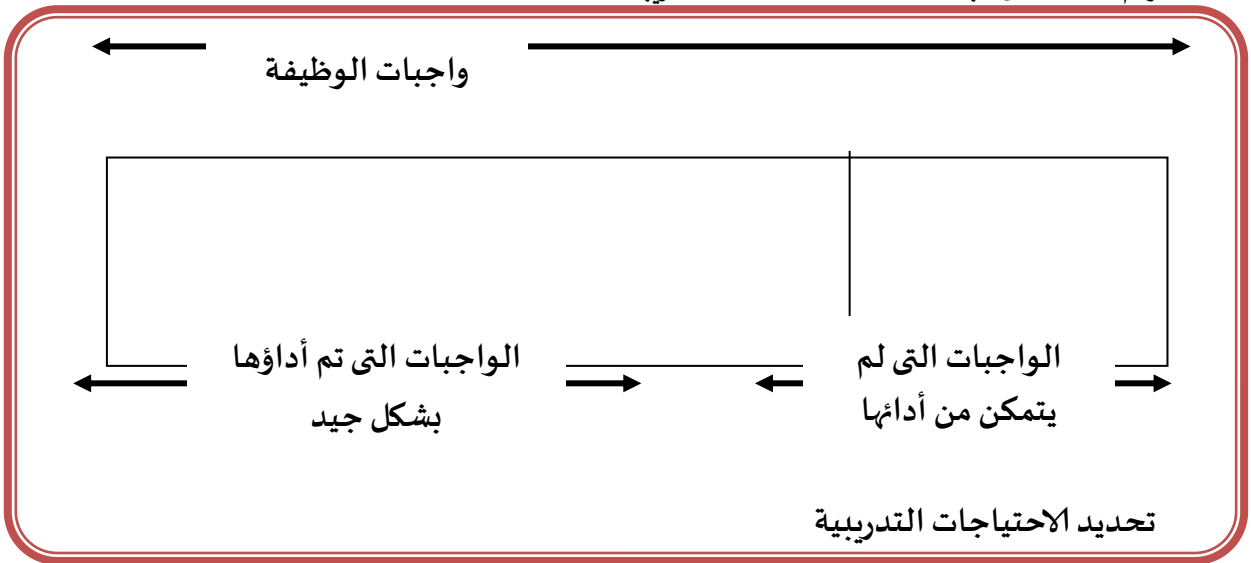 واجبات الوظيفة
الواجبات التى لم
يتمكن من أدائها
الواجبات التى تم أداؤها
بشكل جيد
تحديد الاحتياجات التدريبية